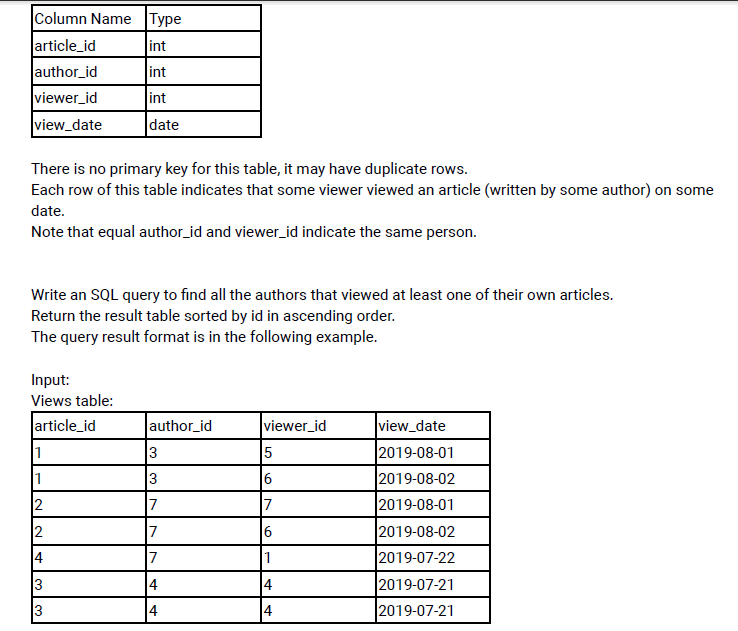 Column Name Type
article_id int
author_id int
viewer_id int
view_date date
There is no primary key for this table, it may have duplicate rows.
Each row of this table indicates that some viewer viewed an article (written by some author) on some
date.
Note that equal author_id and viewer_id indicate the same person.
Write an SQL query to find all the authors that viewed at least one of their own articles.
Return the result table sorted by id in ascending order.
The query result format is in the following example.
Input:
Views table:
article_id author_id viewer_id view_date
1 3 5 2019-08-01
1 3 6 2019-08-02
2 7 7 2019-08-01
2 7 6 2019-08-02
4 7 1 2019-07-22
3 4 4 2019-07-21
3 4 4 2019-07-21